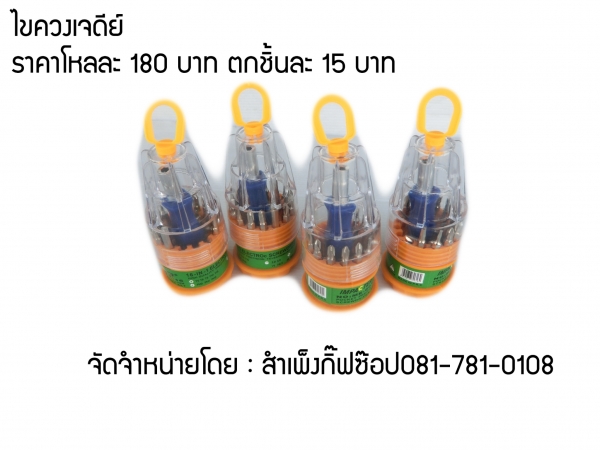 ไขควงเจดีย์
ราคาโหลละ 180 บาท ตกชิ้นละ 15 บาท
จัดจำหน่ายโดย : สำเพ็งกิ๊ฟซ๊อป081-781-0108